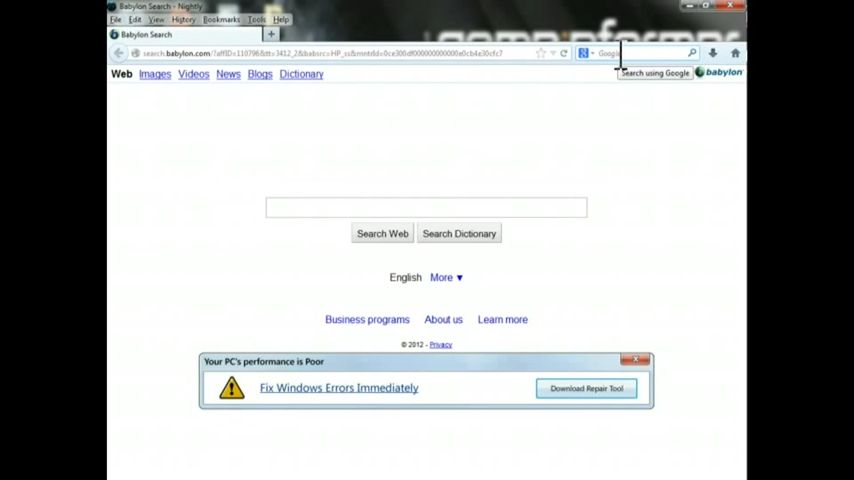 Babylon Search - Nightly
File Edit View History Bookmarks Tools Help
Babylon Search
search.babylon.com/?affID=110796&tt=3412_2&babsrc=HP_ss&mntrId=0ce300df000000000000e0cb4e30cfc7
Google
Search using Google
babylon
Web Images Videos News Blogs Dictionary
Search Web Search Dictionary
English More ▼
Business programs About us Learn more
© 2012 - Privacy
Your PC's performance is Poor
Fix Windows Errors Immediately
Download Repair Tool